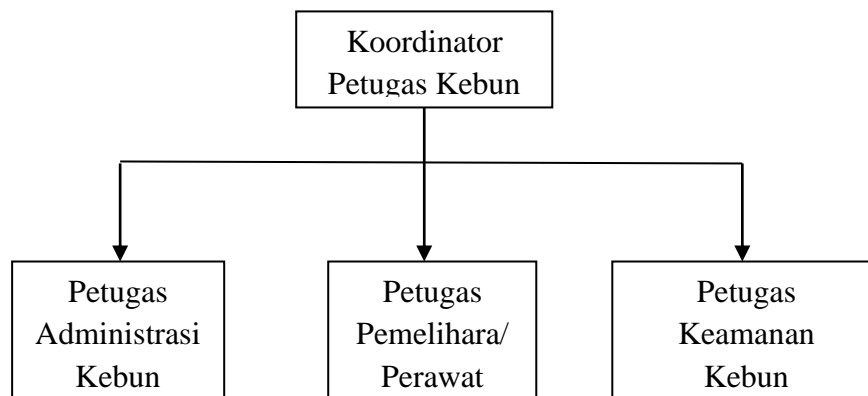 Koordinator
Petugas Kebun
Petugas
Administrasi
Kebun
Petugas
Pemelihara/
Perawat
Petugas
Keamanan
Kebun